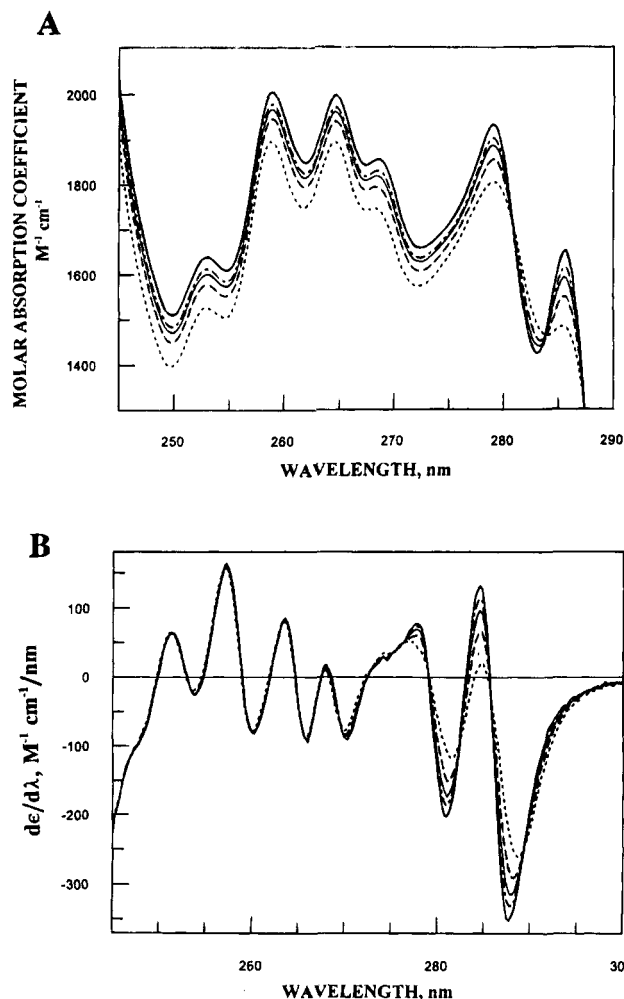 A
MOLAR ABSORPTION COEFFICIENT
M⁻¹ cm⁻¹
2000
1800
1600
1400
250
260
270
280
290
WAVELENGTH, nm
B
dε/dλ, M⁻¹ cm⁻¹/nm
100
0
-100
-200
-300
260
280
30
WAVELENGTH, nm